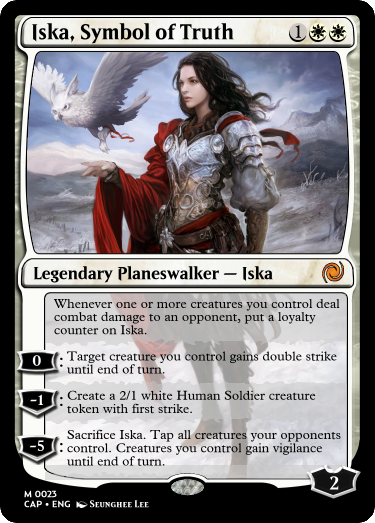 Iska, Symbol of Truth 1
Legendary Planeswalker — Iska
Whenever one or more creatures you control deal
combat damage to an opponent, put a loyalty
counter on Iska.
0 : Target creature you control gains double strike
until end of turn.
-1 : Create a 2/1 white Human Soldier creature
token with first strike.
-5 : Sacrifice Iska. Tap all creatures your opponents
control. Creatures you control gain vigilance
until end of turn.
2
M 0023
CAP • ENG Seunghee Lee